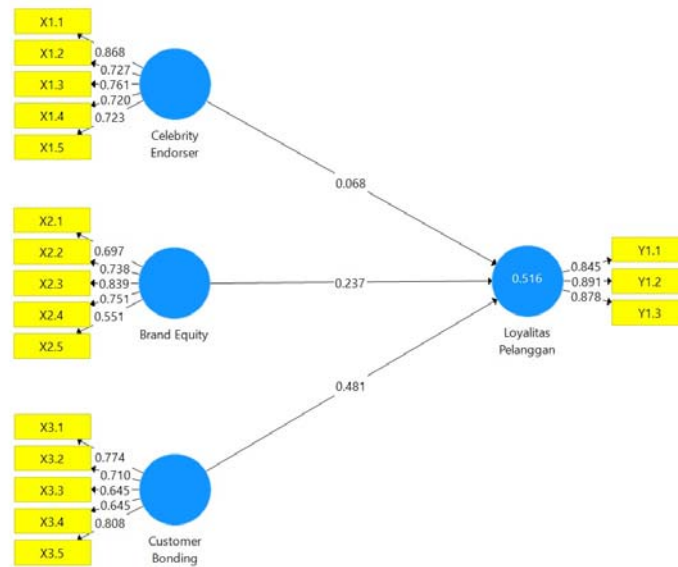 X1.1
X1.2
X1.3
X1.4
X1.5
0.868
0.727
0.761
0.720
0.723
Celebrity
Endorser
0.068
X2.1
X2.2
X2.3
X2.4
X2.5
0.697
0.738
0.839
0.751
0.551
Brand Equity
0.237
0.516
Loyalitas
Pelanggan
0.845
0.891
0.878
Y1.1
Y1.2
Y1.3
0.481
X3.1
X3.2
X3.3
X3.4
X3.5
0.774
0.710
0.645
0.645
0.808
Customer
Bonding